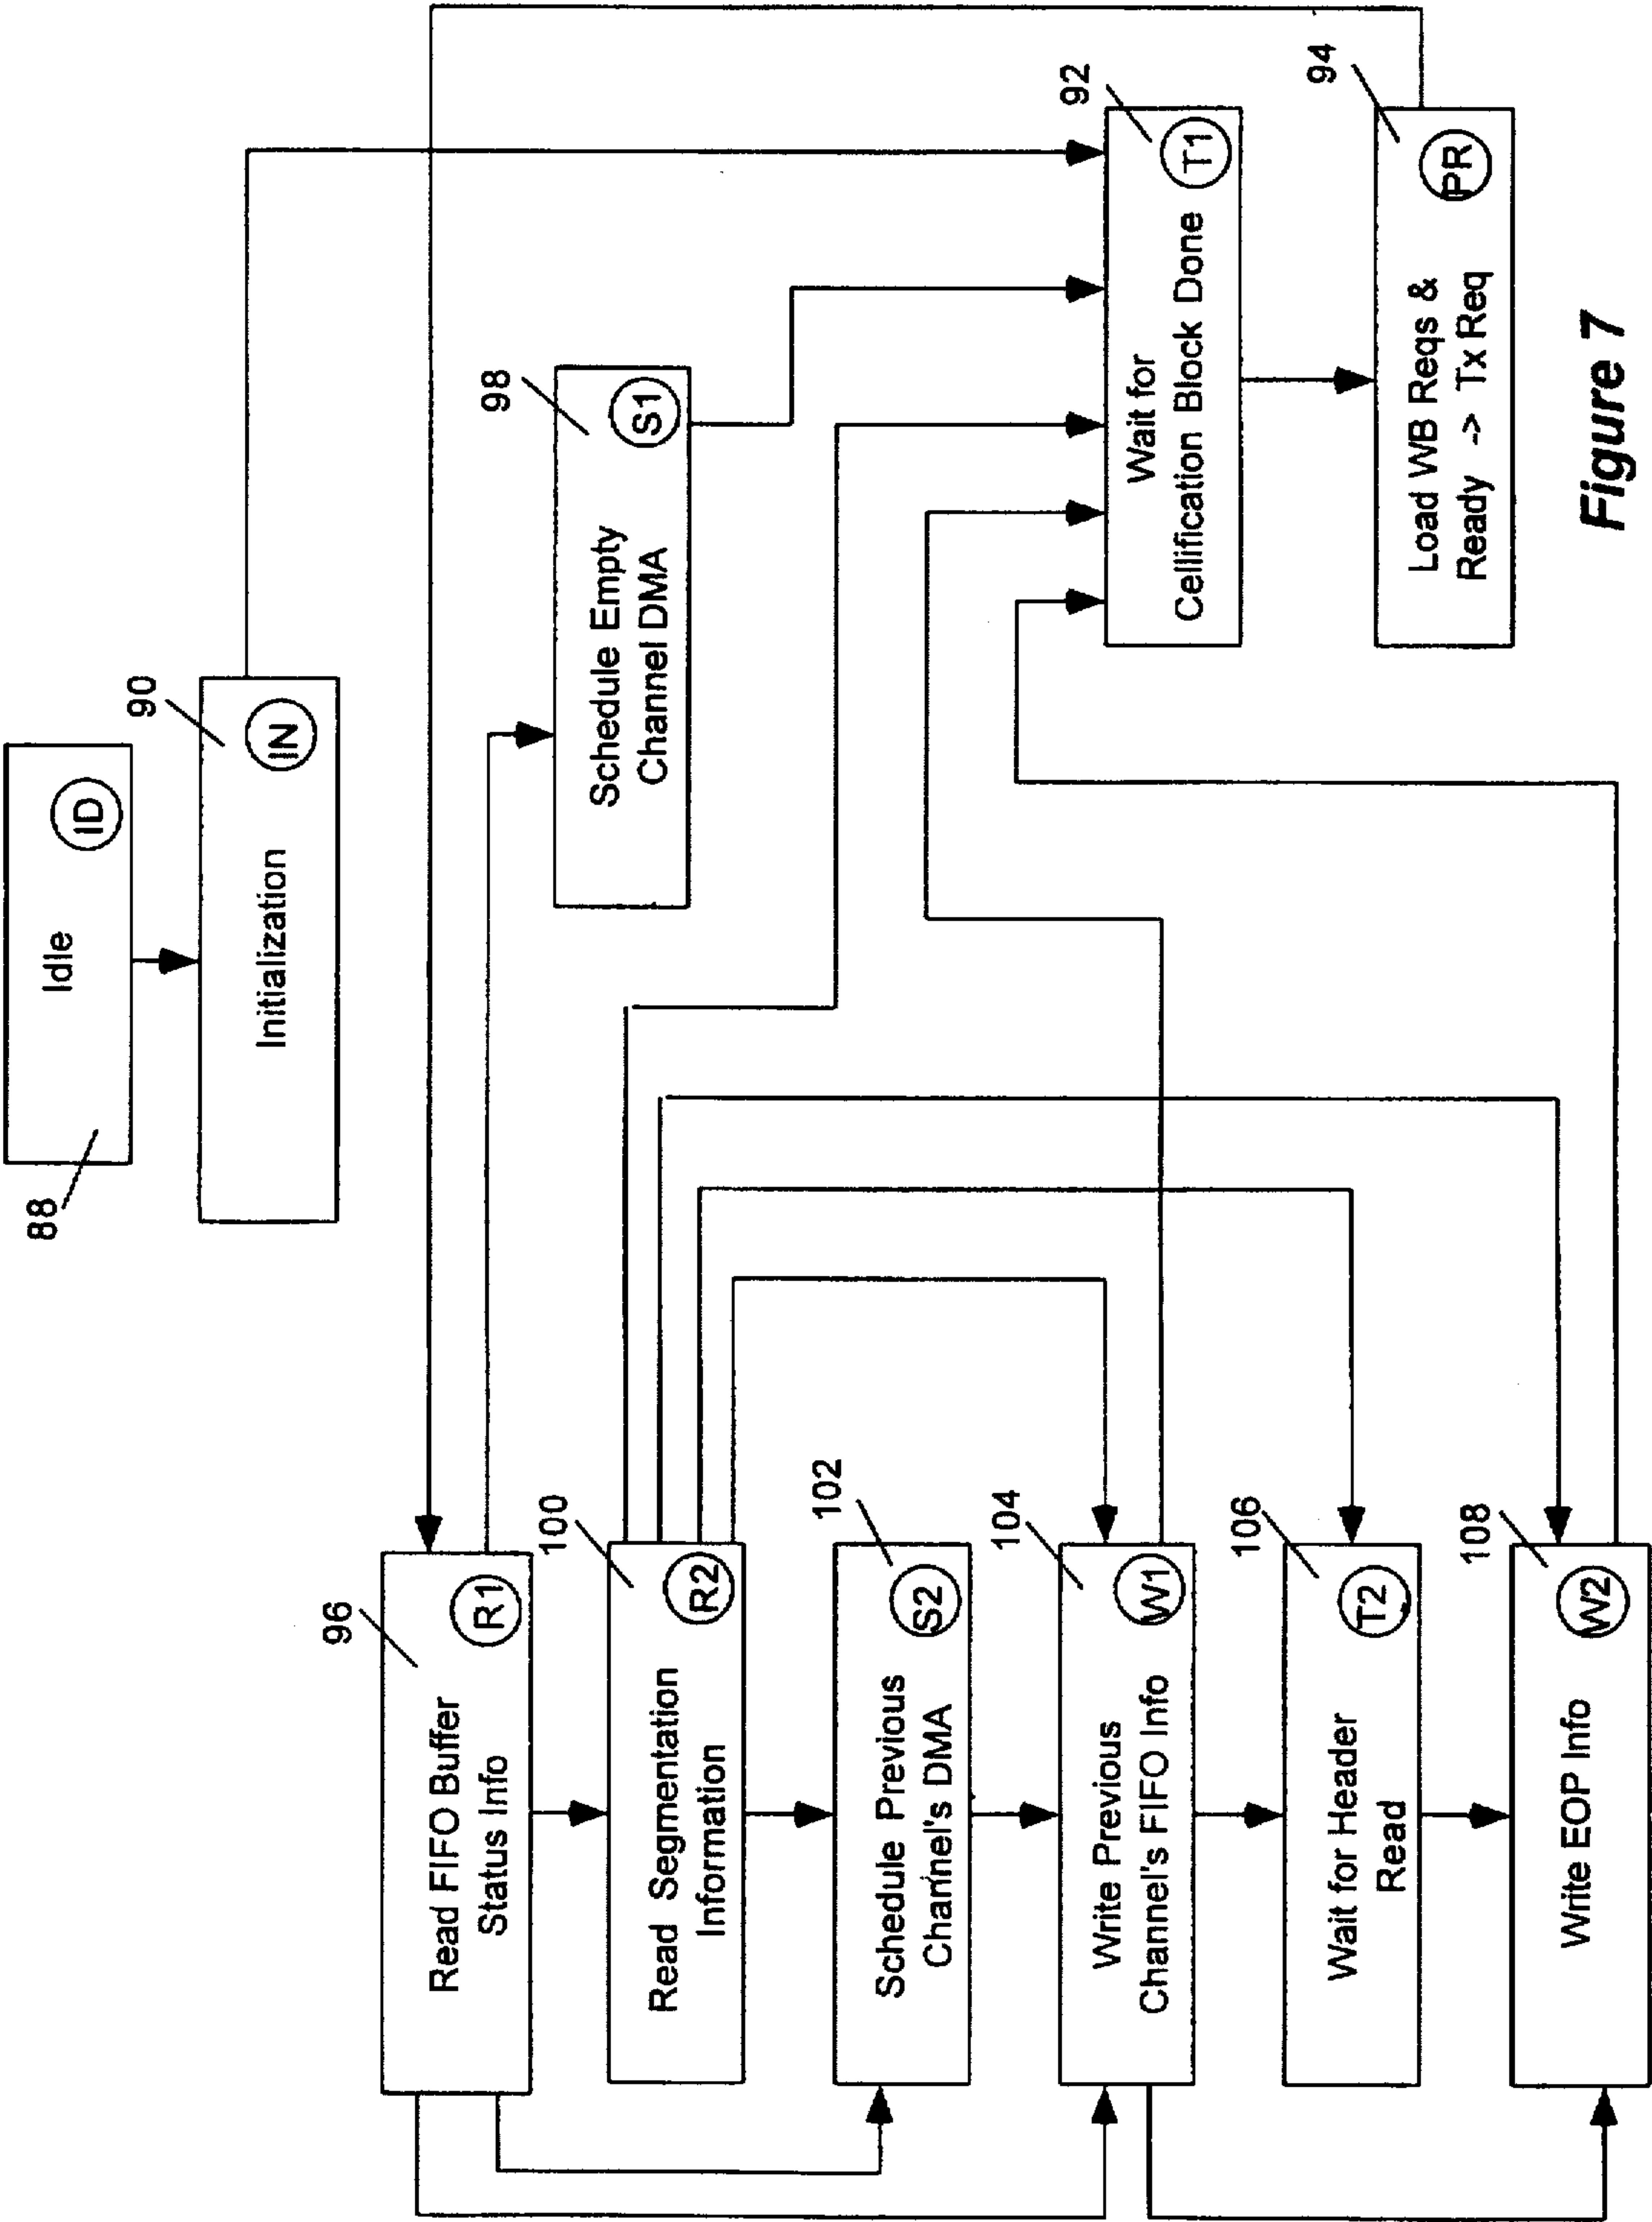 88
Idle
ID
90
Initialization
IN
96
Read FIFO Buffer
Status Info
R1
98
Schedule Empty
Channel DMA
S1
100
Read Segmentation
Information
R2
102
Schedule Previous
Channel's DMA
S2
104
Write Previous
Channel's FIFO Info
W1
92
Wait for
Cellification Block Done
T1
106
Wait for Header
Read
T2
94
Load WB Reqs &
Ready -> Tx Req
PR
108
Write EOP Info
W2
Figure 7